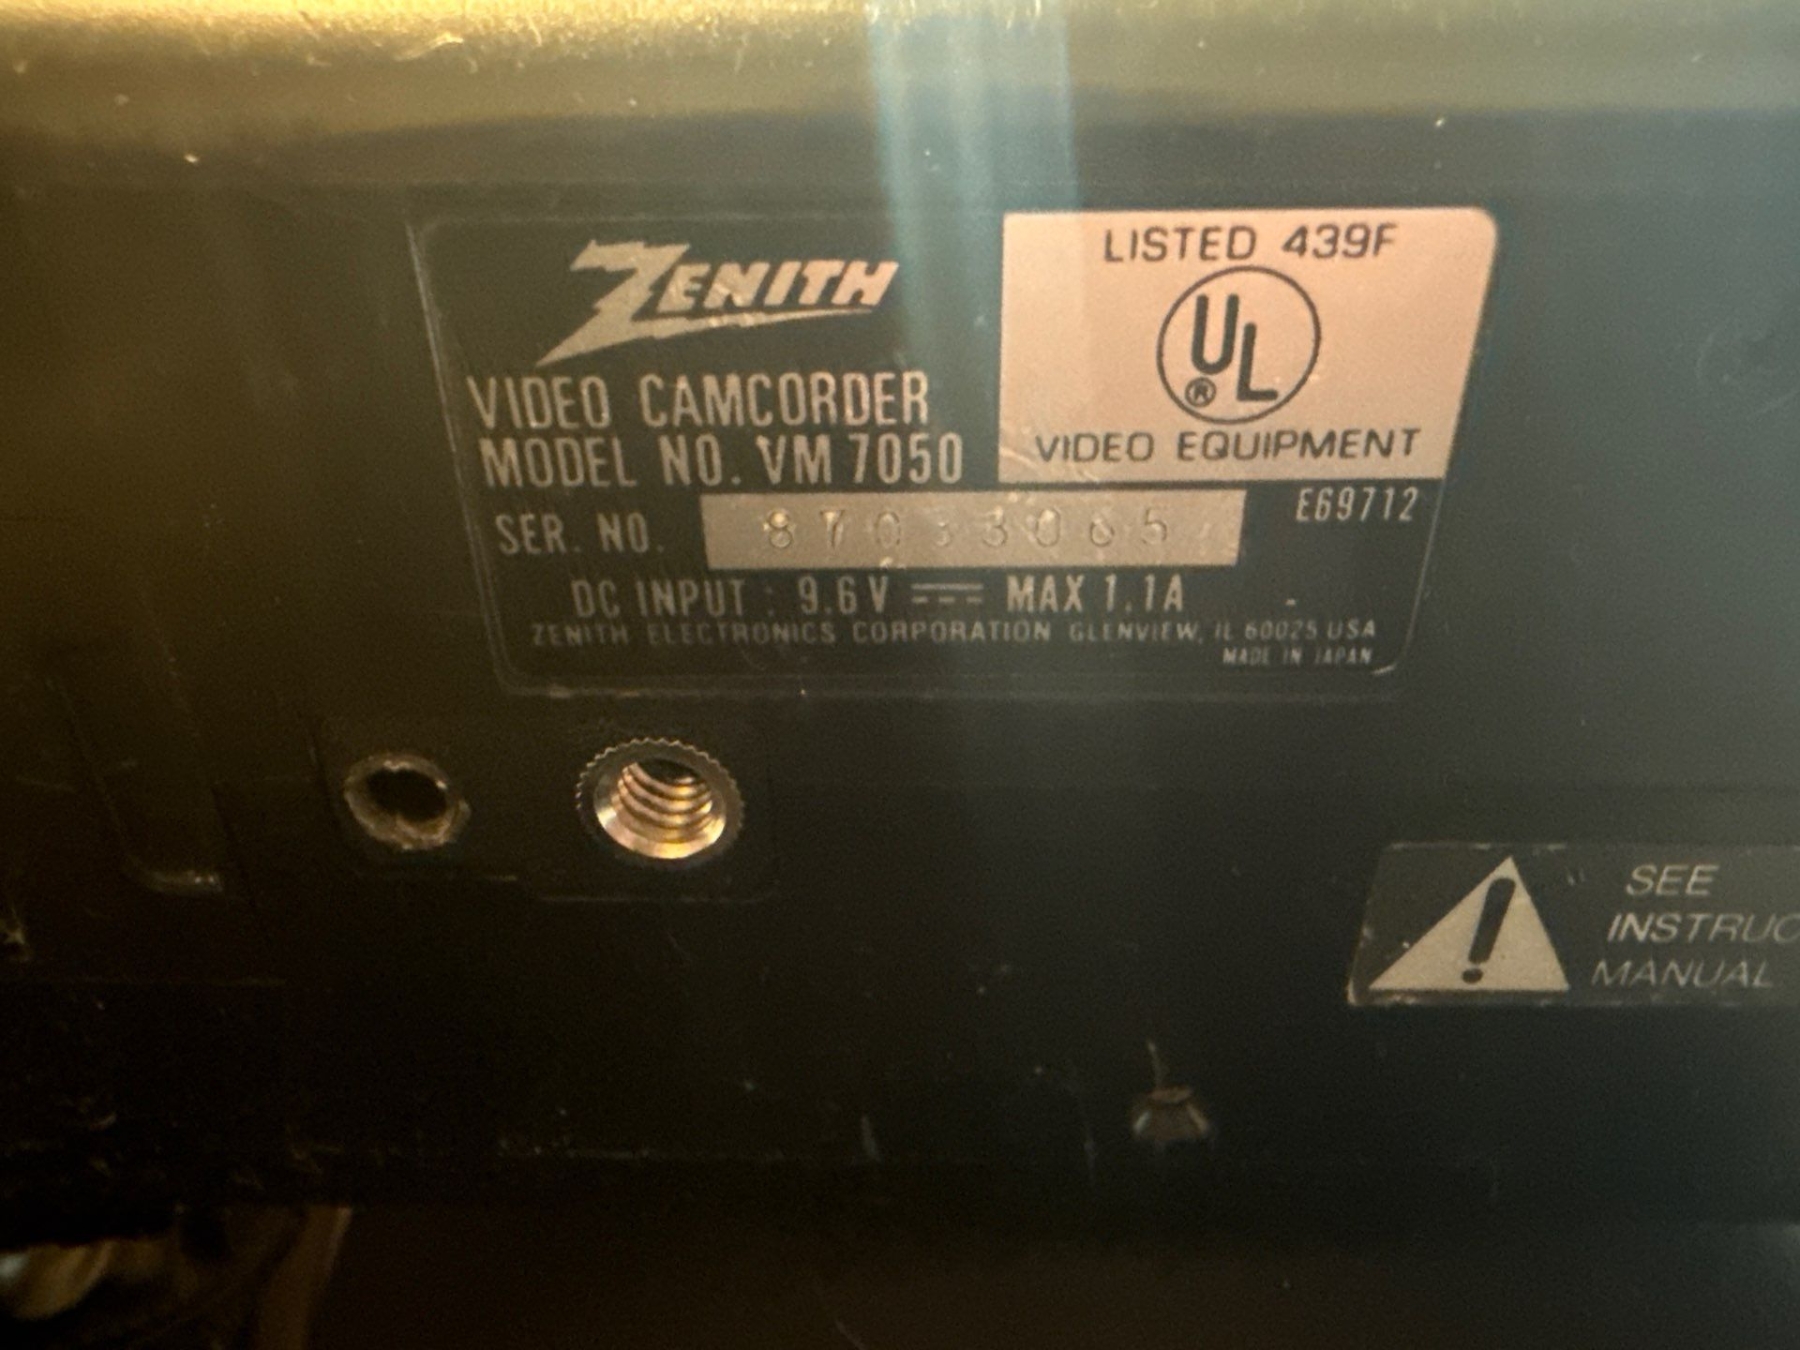 ZENITH
VIDEO CAMCORDER
MODEL NO. VM 7050
LISTED 439F
UL
®
VIDEO EQUIPMENT
SER. NO.
E69712
DC INPUT : 9.6V ⎓ MAX 1.1A
ZENITH ELECTRONICS CORPORATION GLENVIEW, IL 60025 USA
MADE IN JAPAN
!
SEE
INSTRUC
MANUAL